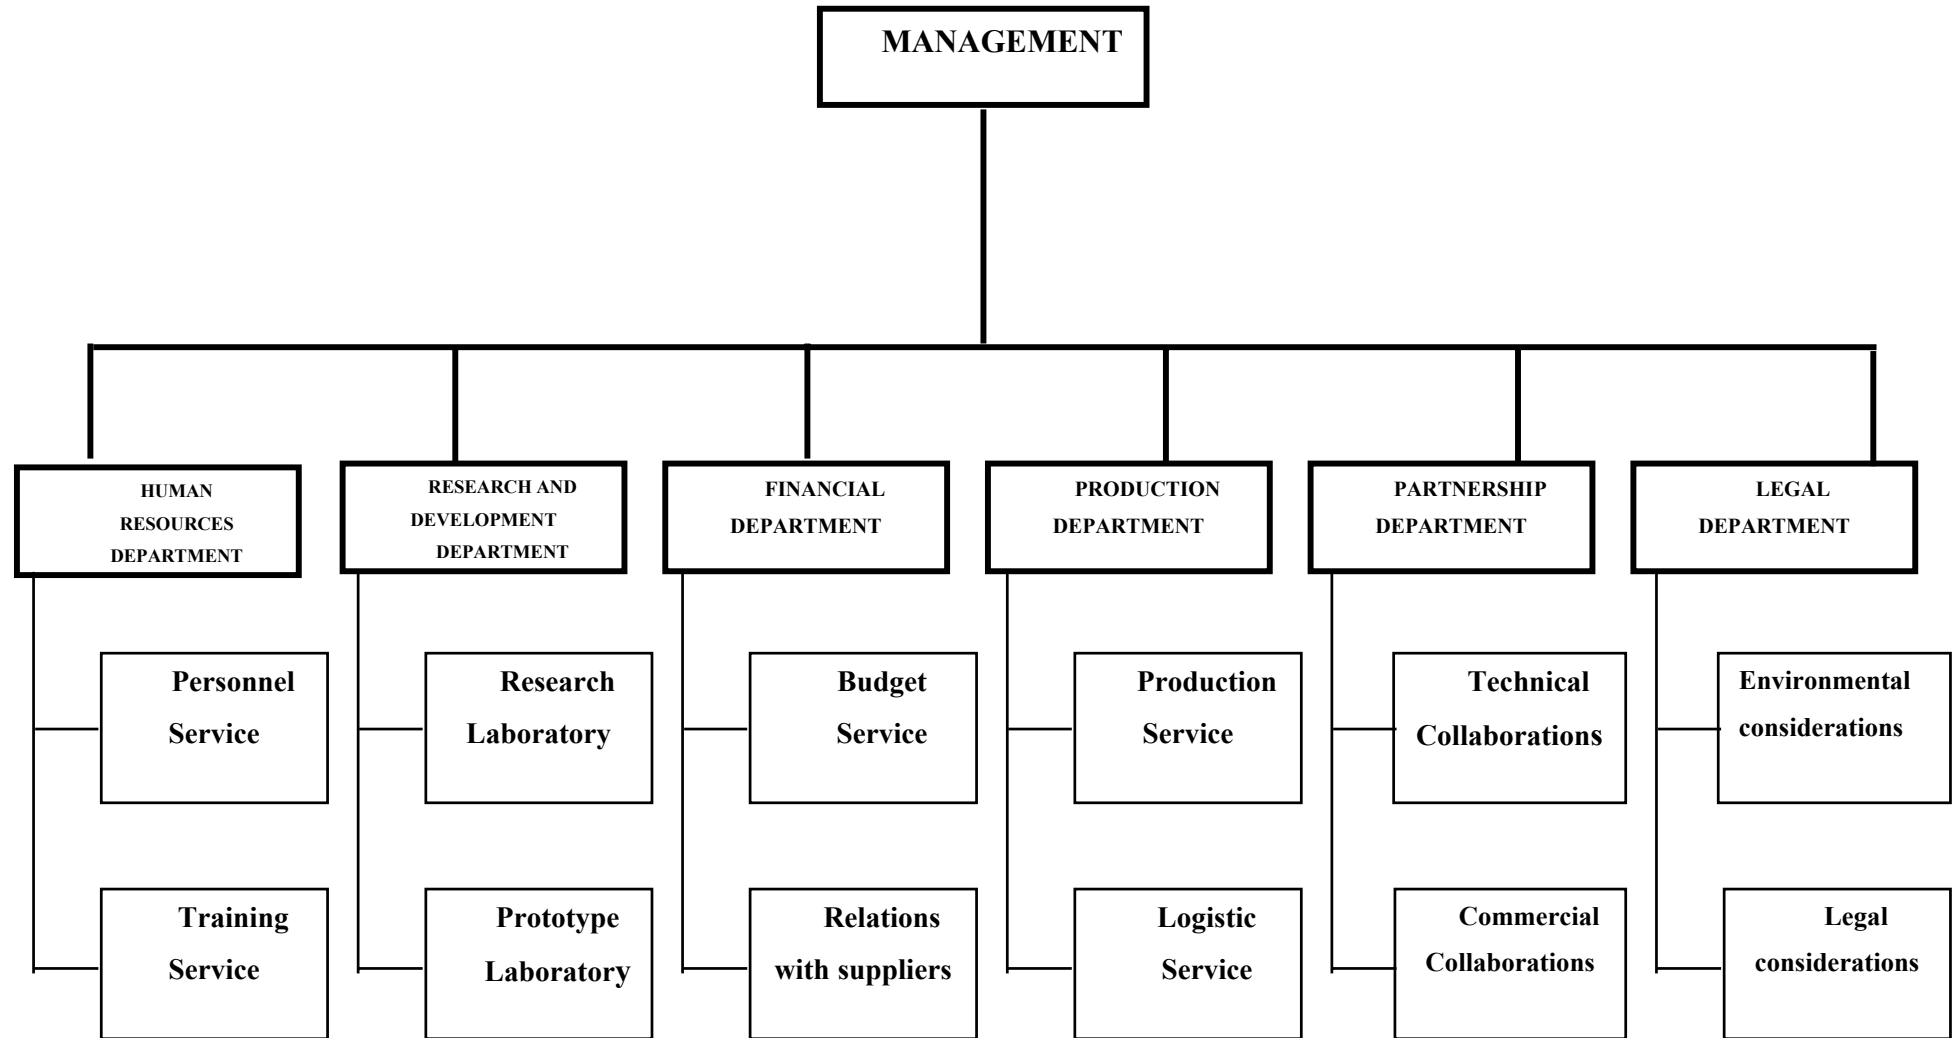 MANAGEMENT
HUMAN
RESOURCES
DEPARTMENT
RESEARCH AND
DEVELOPMENT
DEPARTMENT
FINANCIAL
DEPARTMENT
PRODUCTION
DEPARTMENT
PARTNERSHIP
DEPARTMENT
LEGAL
DEPARTMENT
Personnel
Service
Research
Laboratory
Budget
Service
Production
Service
Technical
Collaborations
Environmental
considerations
Training
Service
Prototype
Laboratory
Relations
with suppliers
Logistic
Service
Commercial
Collaborations
Legal
considerations